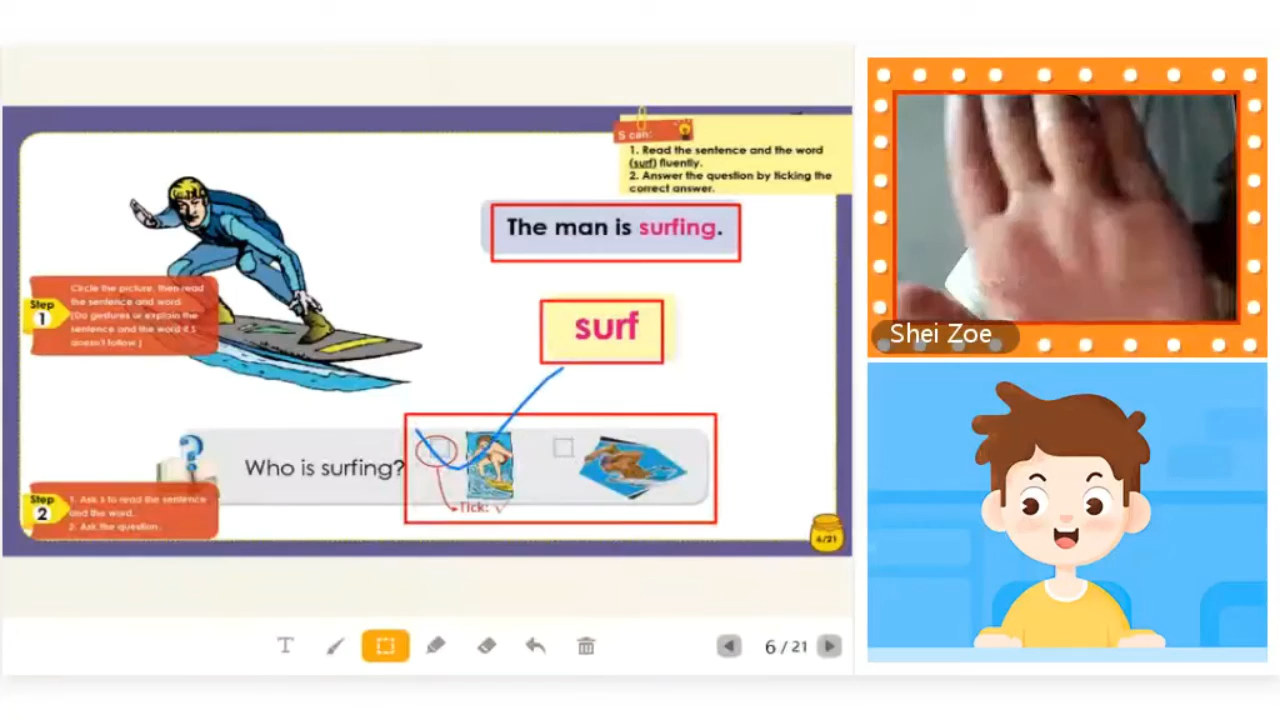 S can:
1. Read the sentence and the word
(surf) fluently.
2. Answer the question by ticking the
correct answer.
The man is surfing.
Step
1
Circle the picture, then read
the sentence and word.
(Do gestures or explain the
sentence and the word if S
doesn't follow.)
surf
Who is surfing?
Tick: √
Step
2
1. Ask S to read the sentence
and the word.
2. Ask the question.
6/21
T
6 / 21
Shei Zoe